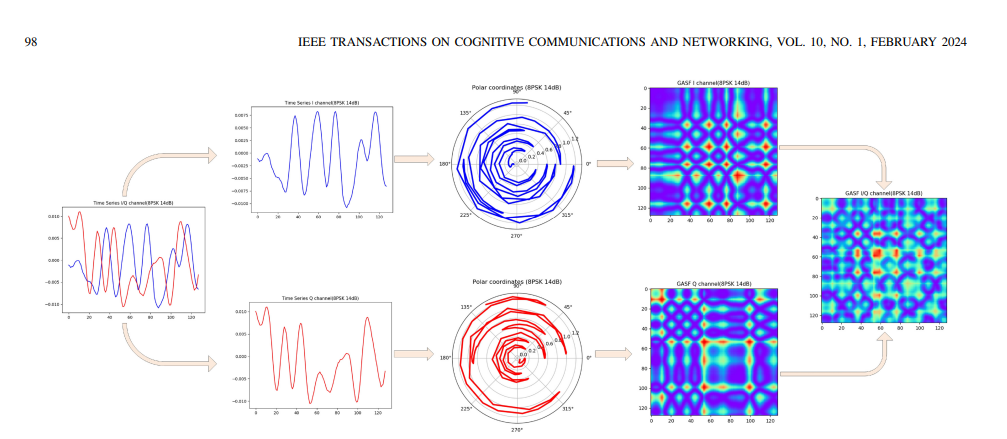 98
IEEE TRANSACTIONS ON COGNITIVE COMMUNICATIONS AND NETWORKING, VOL. 10, NO. 1, FEBRUARY 2024
Time Series I channel(8PSK 14dB)
0.0075
0.0050
0.0025
0.0000
−0.0025
−0.0050
−0.0075
−0.0100
0 20 40 60 80 100 120
Polar coordinates (8PSK 14dB)
90°
135° 45°
180° 0°
0.0 0.2 0.4 0.6 0.8 1.0 1.2
225° 315°
270°
GASF I channel(8PSK 14dB)
0
20
40
60
80
100
120
0 20 40 60 80 100 120
Time Series I/Q channel(8PSK 14dB)
0.010
0.005
0.000
−0.005
−0.010
0 20 40 60 80 100 120
GASF I/Q channel(8PSK 14dB)
0
20
40
60
80
100
120
0 20 40 60 80 100 120
Time Series Q channel(8PSK 14dB)
0.010
0.005
0.000
−0.005
−0.010
0 20 40 60 80 100 120
Polar coordinates (8PSK 14dB)
90°
135° 45°
180° 0°
0.0 0.2 0.4 0.6 0.8 1.0 1.2
225° 315°
270°
GASF Q channel(8PSK 14dB)
0
20
40
60
80
100
120
0 20 40 60 80 100 120